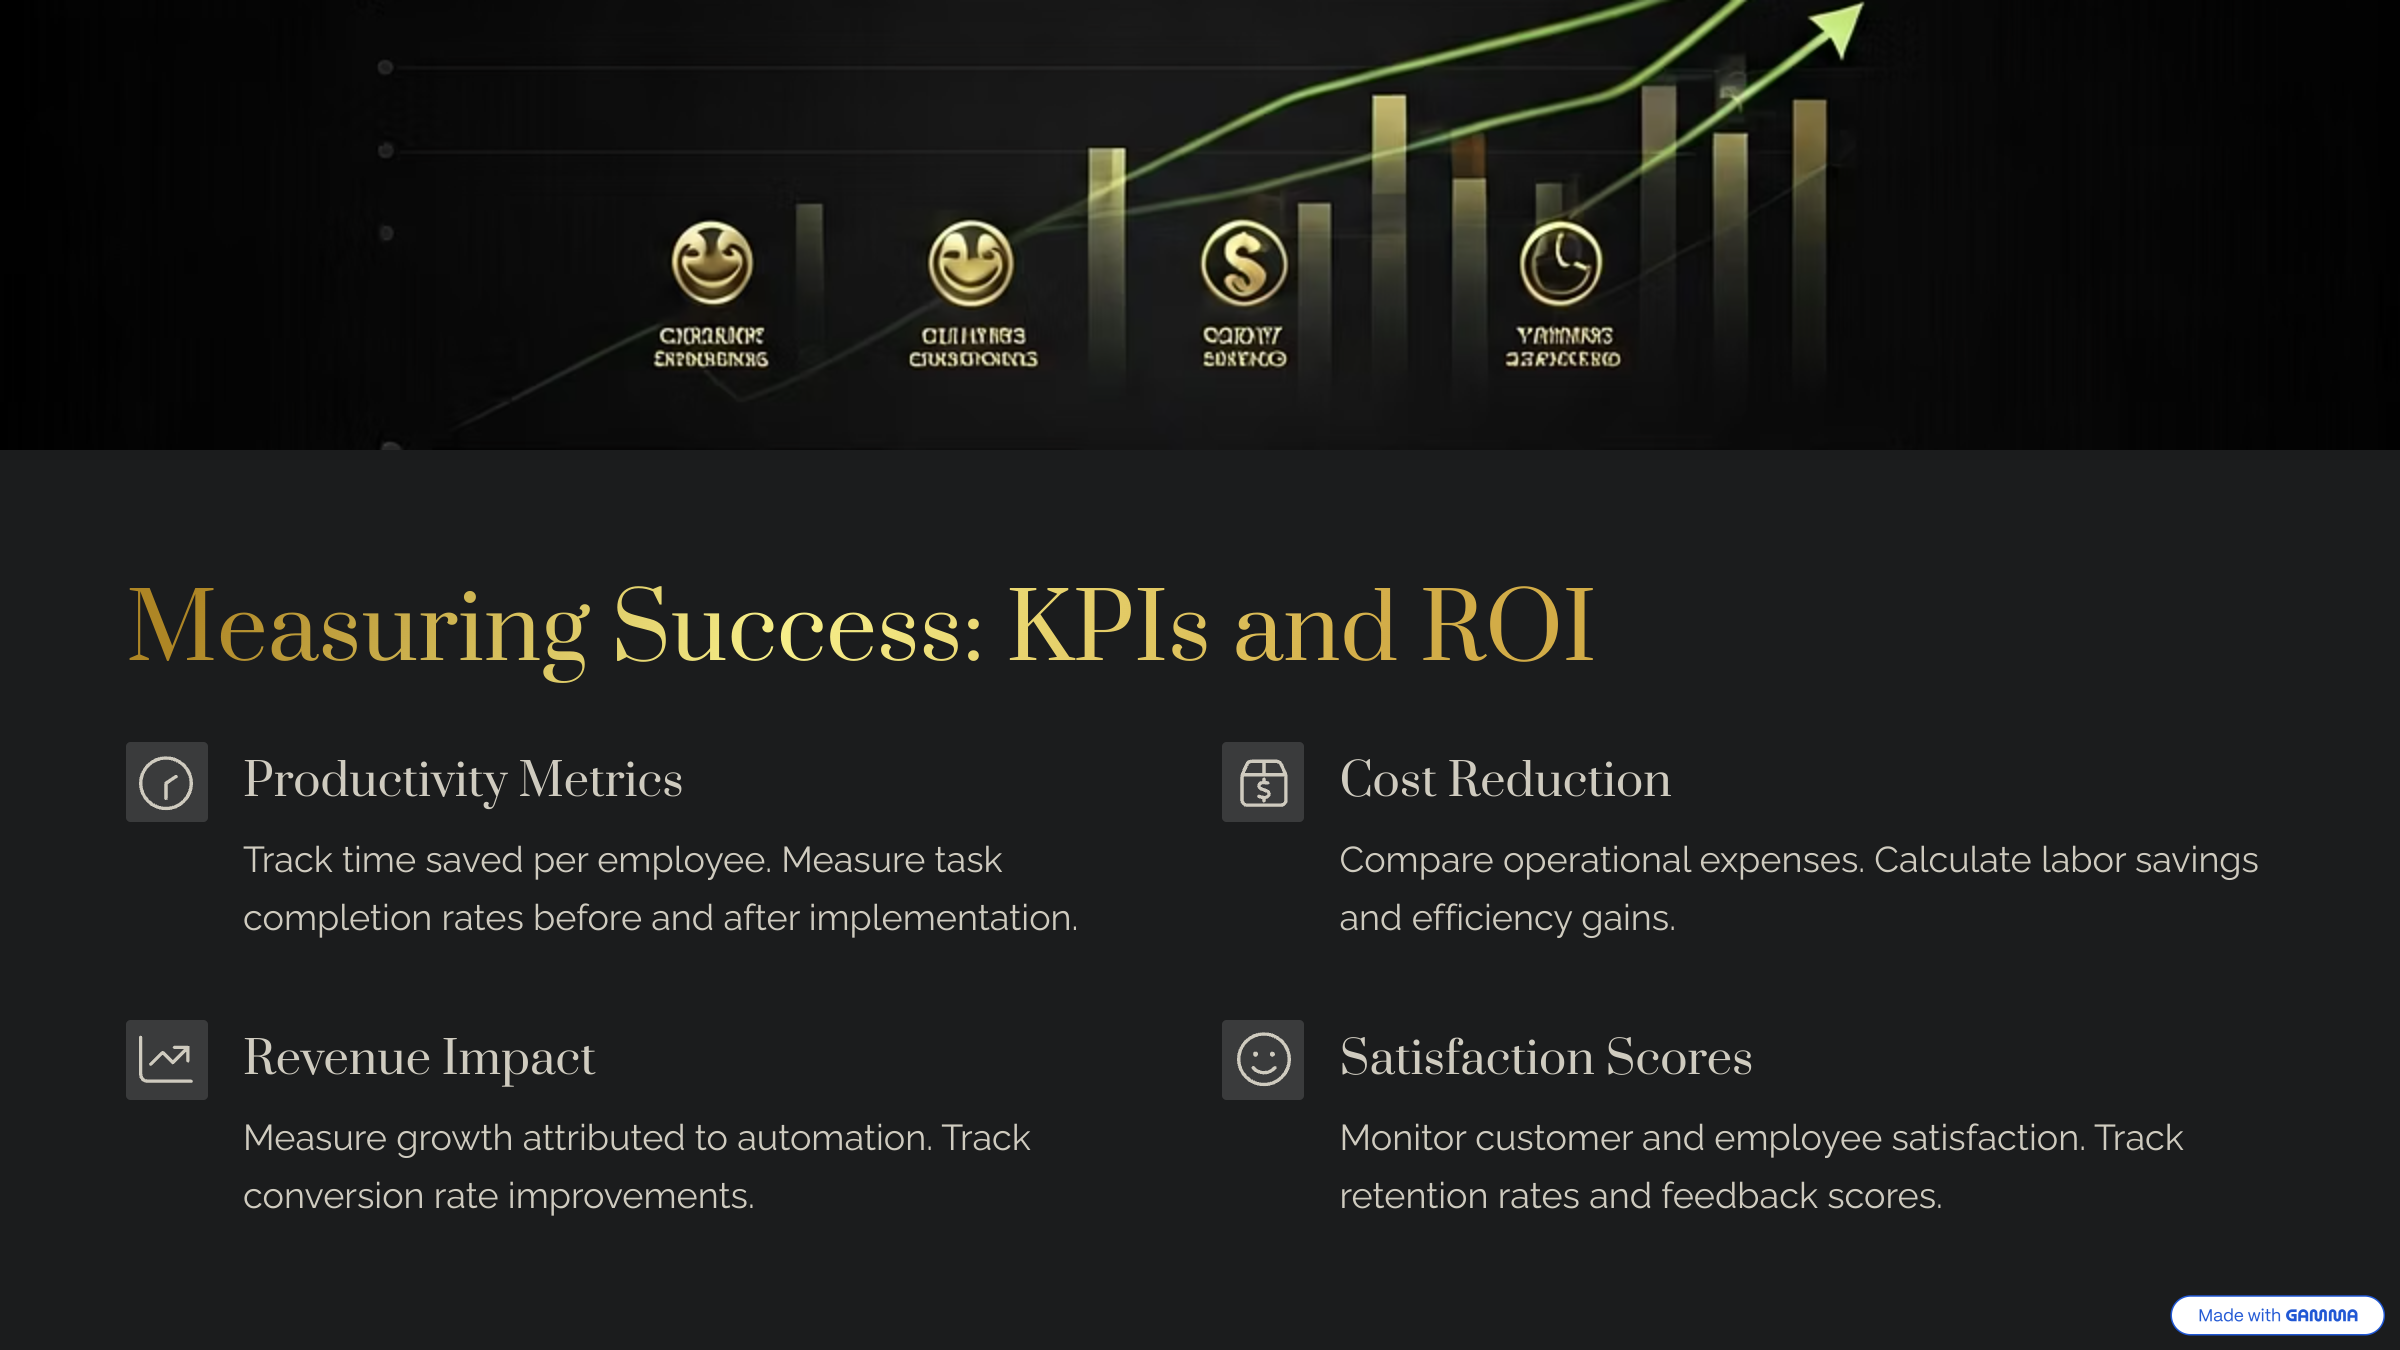 Measuring Success: KPIs and ROI
Productivity Metrics
Track time saved per employee. Measure task
completion rates before and after implementation.
Cost Reduction
Compare operational expenses. Calculate labor savings
and efficiency gains.
Revenue Impact
Measure growth attributed to automation. Track
conversion rate improvements.
Satisfaction Scores
Monitor customer and employee satisfaction. Track
retention rates and feedback scores.
Made with GAMMA